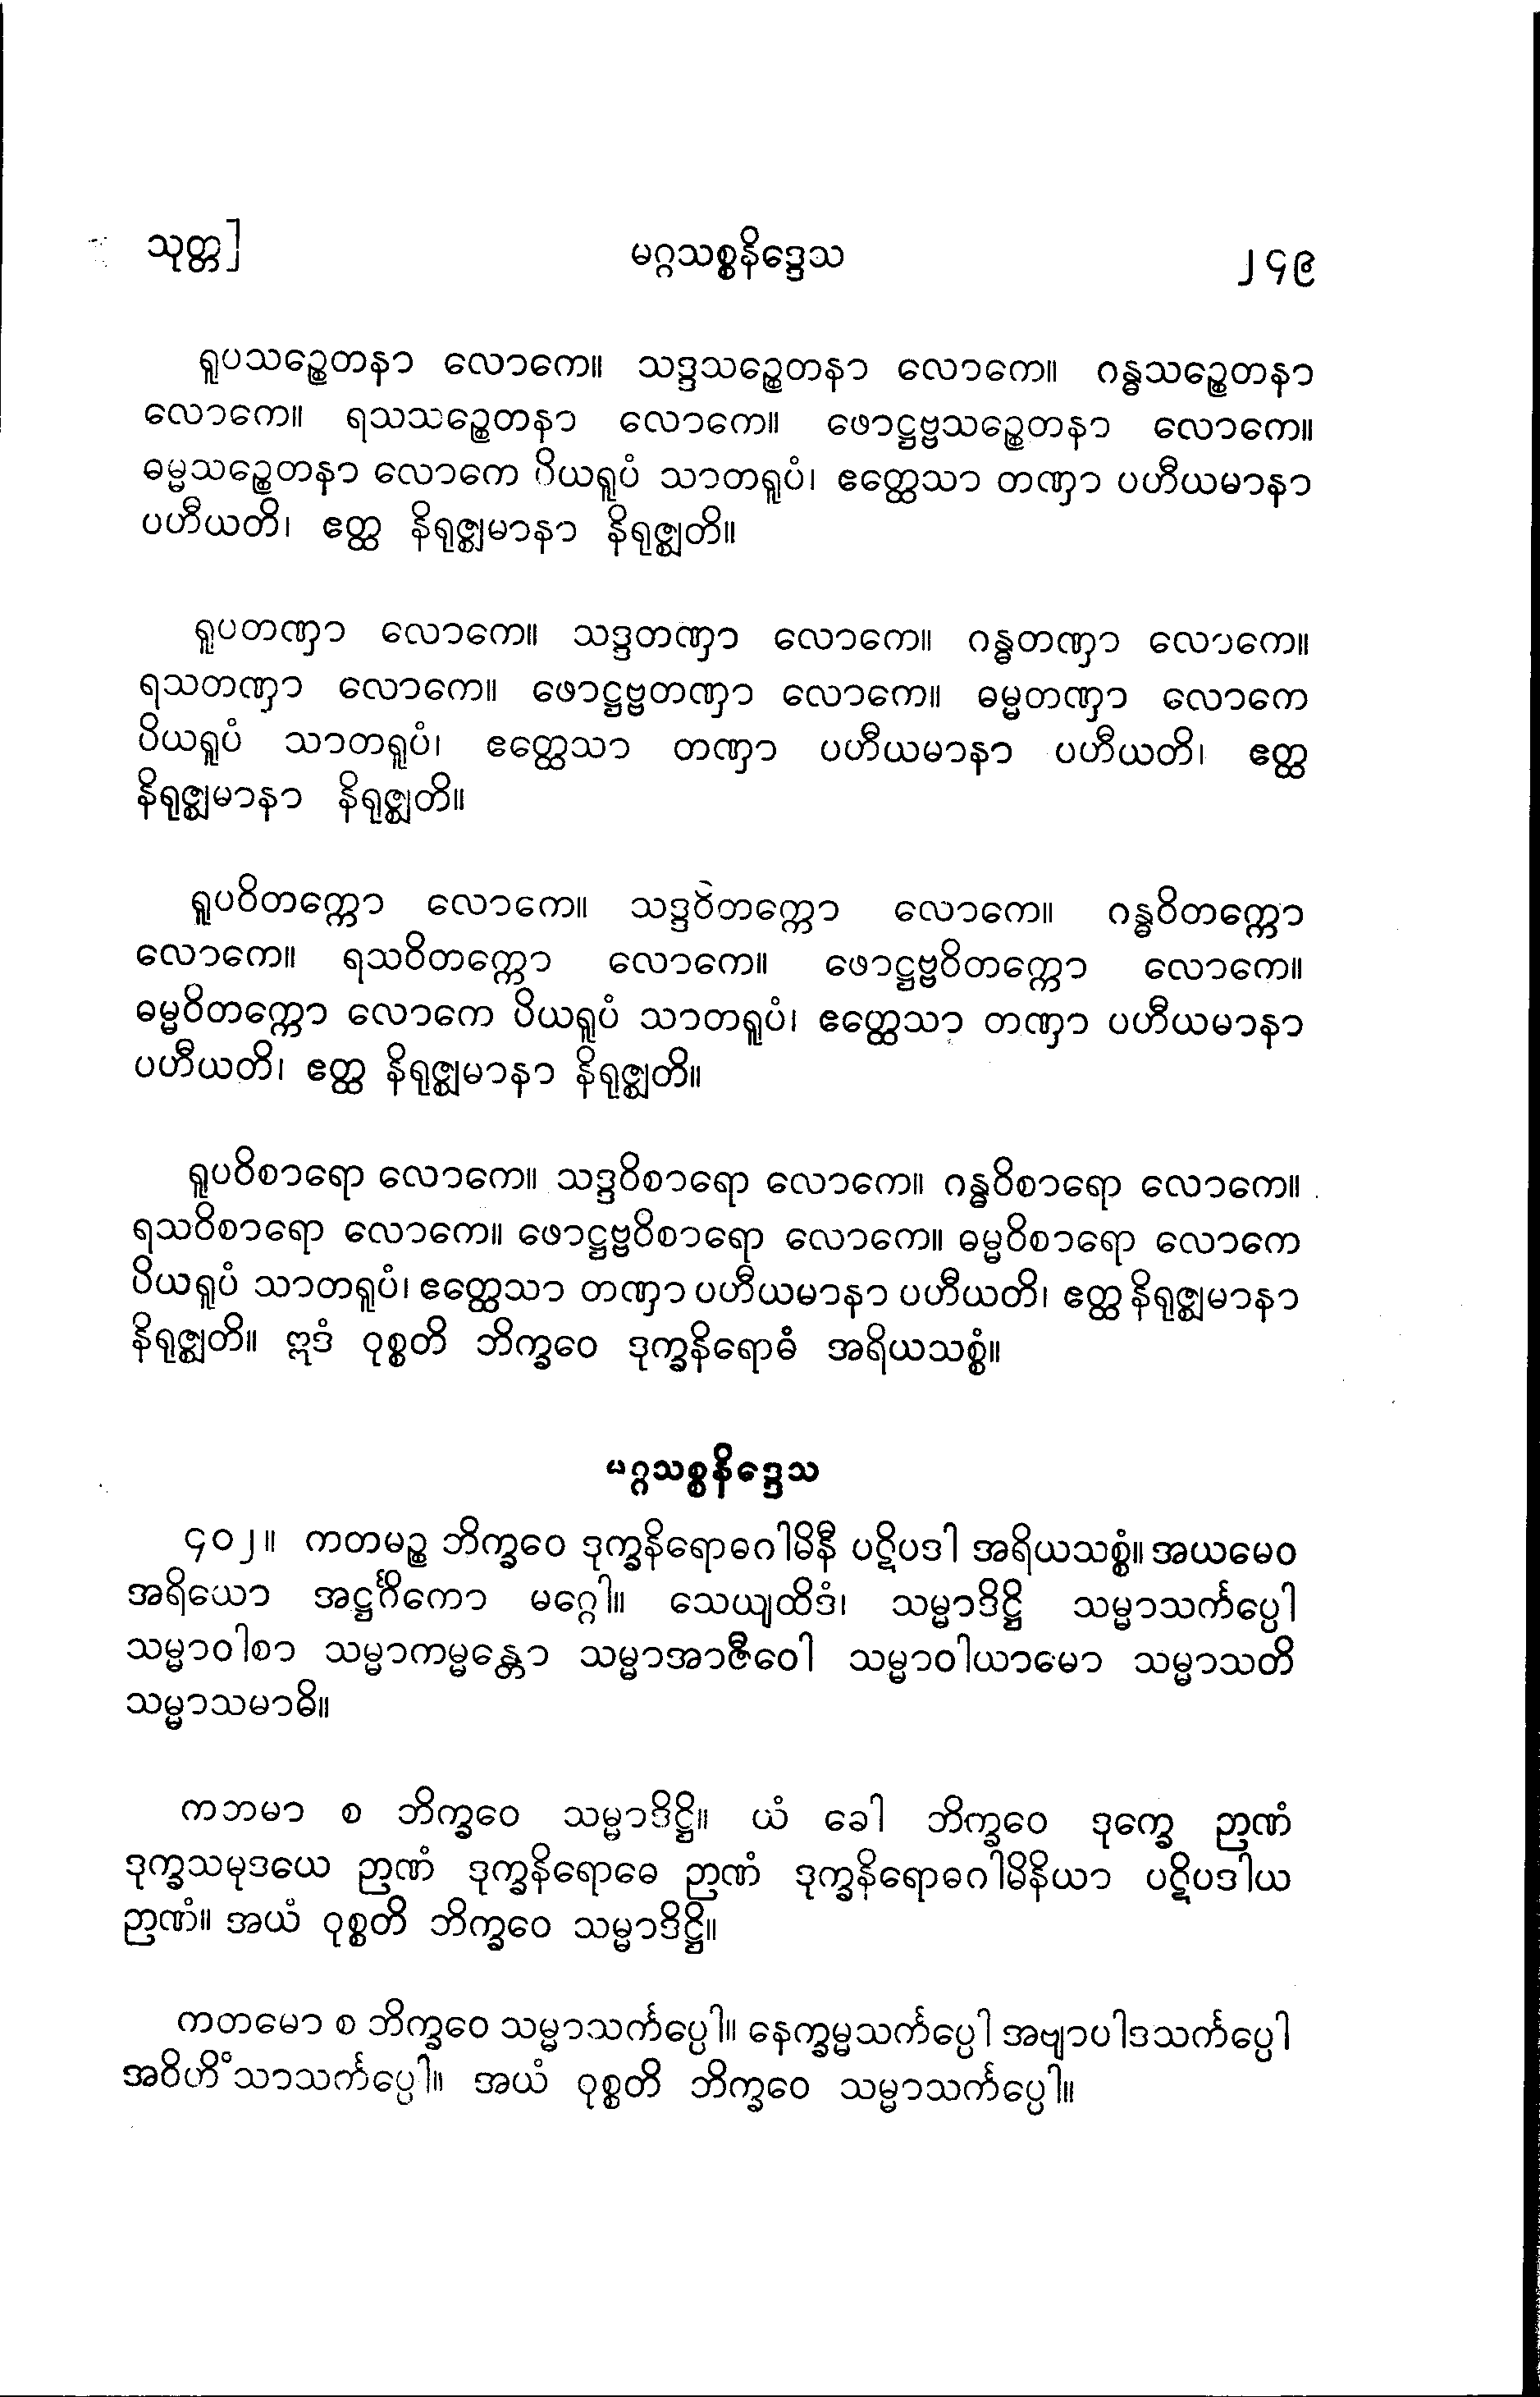 သုတ္တ] မဂ္ဂသစ္စနိဒ္ဒေသ ၂၄၉
ရူပသဉ္စေတနာ လောကေ။ သဒ္ဒသဉ္စေတနာ လောကေ။ ဂန္ဓသဉ္စေတနာ
လောကေ။ ရသသဉ္စေတနာ လောကေ။ ဖောဋ္ဌဗ္ဗသဉ္စေတနာ လောကေ။
ဓမ္မသဉ္စေတနာ လောကေ ပိယရူပံ သာတရူပံ၊ ဧတ္ထေသာ တဏှာ ပဟီယမာနာ
ပဟီယတိ၊ ဧတ္ထ နိရုဇ္ဈမာနာ နိရုဇ္ဈတိ။
ရူပတဏှာ လောကေ။ သဒ္ဒတဏှာ လောကေ။ ဂန္ဓတဏှာ လောကေ။
ရသတဏှာ လောကေ။ ဖောဋ္ဌဗ္ဗတဏှာ လောကေ။ ဓမ္မတဏှာ လောကေ
ပိယရူပံ သာတရူပံ၊ ဧတ္ထေသာ တဏှာ ပဟီယမာနာ ပဟီယတိ၊ ဧတ္ထ
နိရုဇ္ဈမာနာ နိရုဇ္ဈတိ။
ရူပဝိတက္ကော လောကေ။ သဒ္ဒဝိတက္ကော လောကေ။ ဂန္ဓဝိတက္ကော
လောကေ။ ရသဝိတက္ကော လောကေ။ ဖောဋ္ဌဗ္ဗဝိတက္ကော လောကေ။
ဓမ္မဝိတက္ကော လောကေ ပိယရူပံ သာတရူပံ၊ ဧတ္ထေသာ တဏှာ ပဟီယမာနာ
ပဟီယတိ၊ ဧတ္ထ နိရုဇ္ဈမာနာ နိရုဇ္ဈတိ။
ရူပဝိစာရော လောကေ။ သဒ္ဒဝိစာရော လောကေ။ ဂန္ဓဝိစာရော လောကေ။
ရသဝိစာရော လောကေ။ ဖောဋ္ဌဗ္ဗဝိစာရော လောကေ။ ဓမ္မဝိစာရော လောကေ
ပိယရူပံ သာတရူပံ၊ ဧတ္ထေသာ တဏှာ ပဟီယမာနာ ပဟီယတိ၊ ဧတ္ထ နိရုဇ္ဈမာနာ
နိရုဇ္ဈတိ။ ဣဒံ ဝုစ္စတိ ဘိက္ခဝေ ဒုက္ခနိရောဓံ အရိယသစ္စံ။
မဂ္ဂသစ္စနိဒ္ဒေသ
၄၀၂။ ကတမဉ္စ ဘိက္ခဝေ ဒုက္ခနိရောဓဂါမိနီ ပဋိပဒါ အရိယသစ္စံ။ အယမေဝ
အရိယော အဋ္ဌင်္ဂိကော မဂ္ဂေါ။ သေယျထိဒံ၊ သမ္မာဒိဋ္ဌိ သမ္မာသင်္ကပ္ပေါ
သမ္မာဝါစာ သမ္မာကမ္မန္တော သမ္မာအာဇီဝေါ သမ္မာဝါယာမော သမ္မာသတိ
သမ္မာသမာဓိ။
ကဘမာ စ ဘိက္ခဝေ သမ္မာဒိဋ္ဌိ။ ယံ ခေါ ဘိက္ခဝေ ဒုက္ခေ ဉာဏံ
ဒုက္ခသမုဒယေ ဉာဏံ ဒုက္ခနိရောဓေ ဉာဏံ ဒုက္ခနိရောဓဂါမိနိယာ ပဋိပဒါယ
ဉာဏံ။ အယံ ဝုစ္စတိ ဘိက္ခဝေ သမ္မာဒိဋ္ဌိ။
ကတမော စ ဘိက္ခဝေ သမ္မာသင်္ကပ္ပေါ။ နေက္ခမ္မသင်္ကပ္ပေါ အဗျာပါဒသင်္ကပ္ပေါ
အဝိဟိံသာသင်္ကပ္ပေါ။ အယံ ဝုစ္စတိ ဘိက္ခဝေ သမ္မာသင်္ကပ္ပေါ။